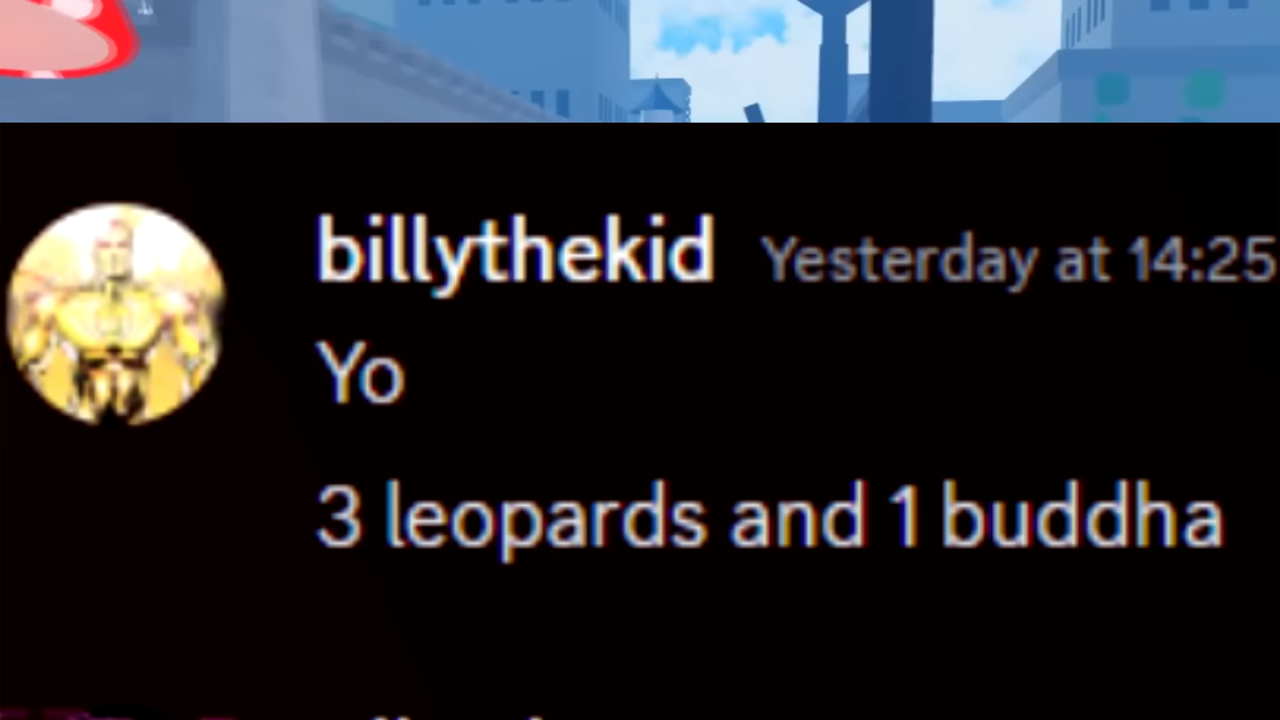 billythekid Yesterday at 14:25
Yo
3 leopards and 1 buddha